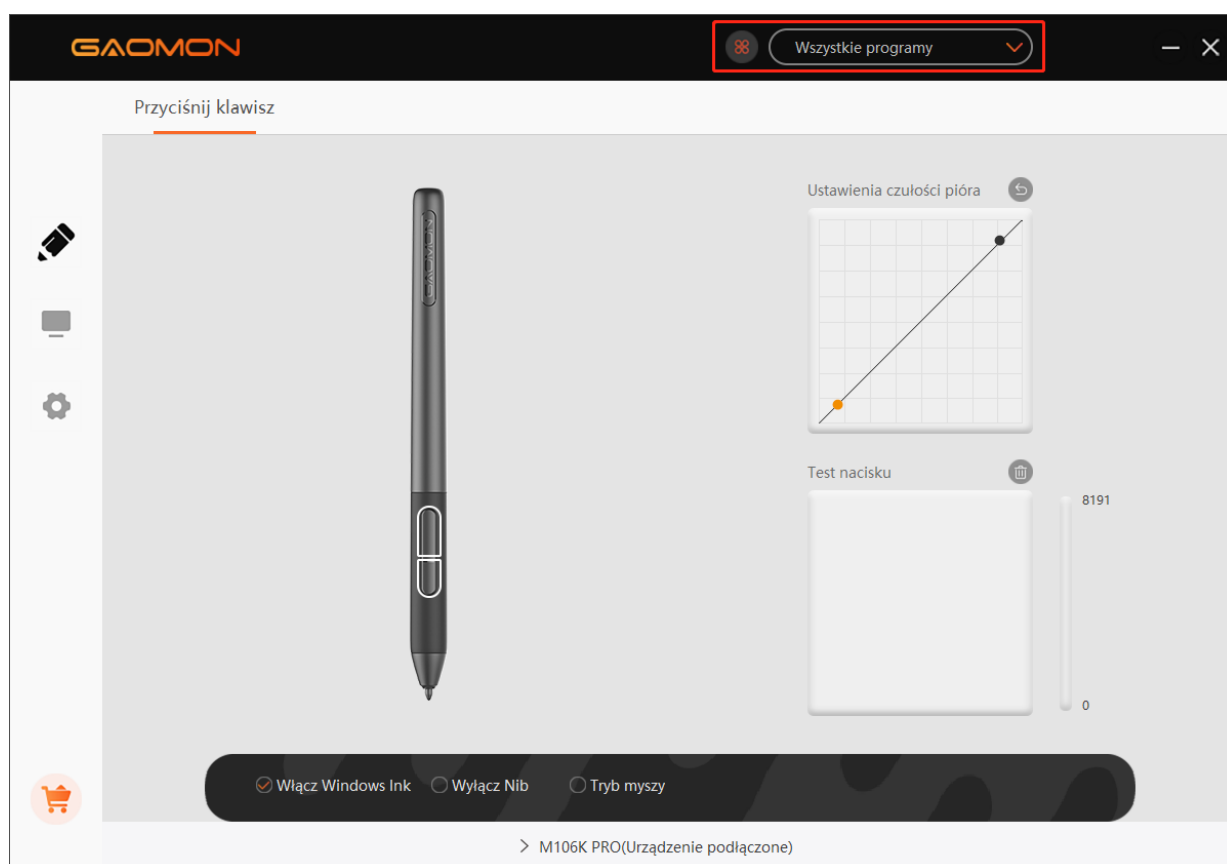 GAOMON
Wszystkie programy
Przyciśnij klawisz
GAOMON
Ustawienia czułości pióra
Test nacisku
8191
0
Włącz Windows Ink
Wyłącz Nib
Tryb myszy
M106K PRO(Urządzenie podłączone)